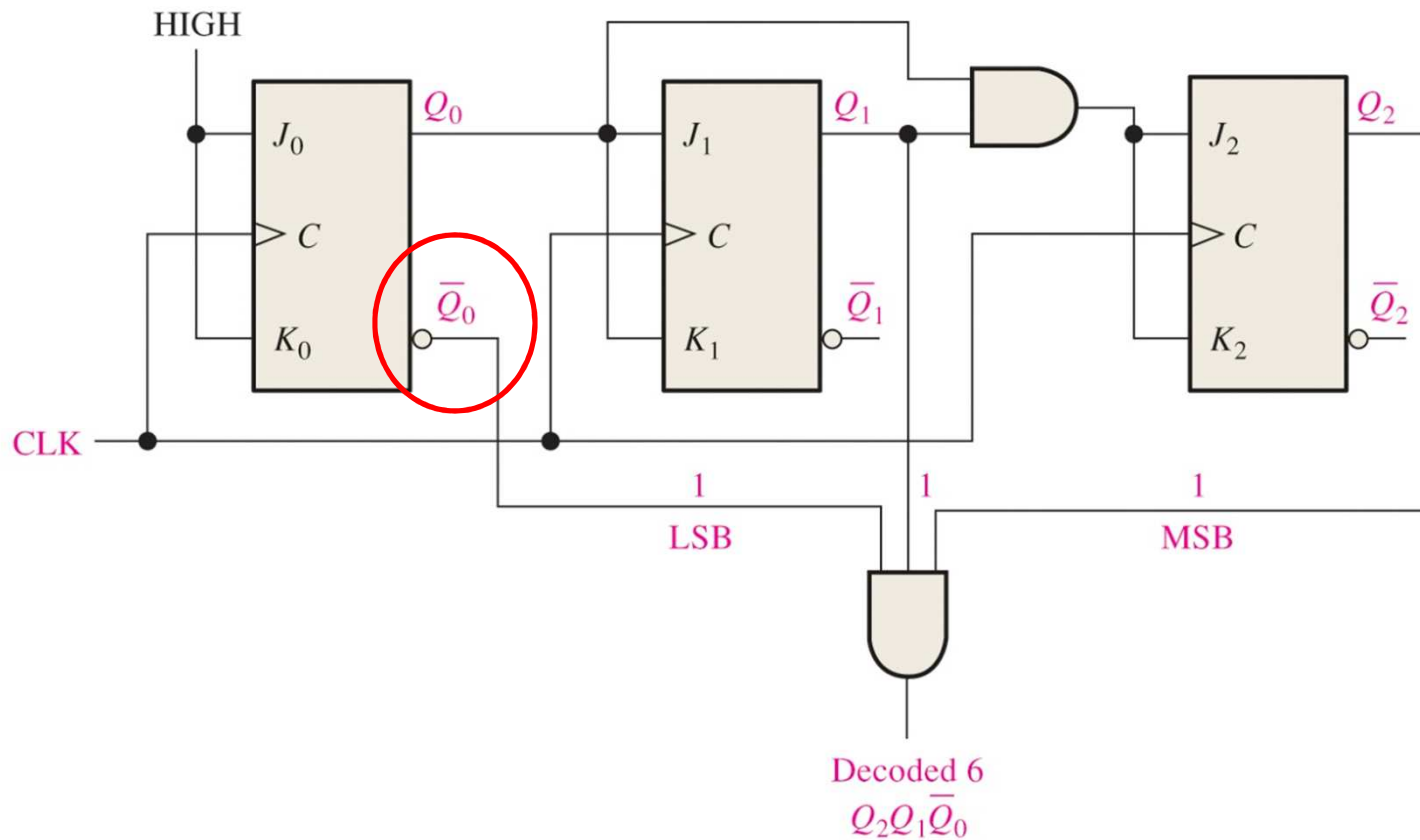 HIGH
Q₀ Q₁ Q₂
J₀ J₁ J₂
C C C
Q̅₀ Q̅₁ Q̅₂
K₀ K₁ K₂
CLK
1 1 1
LSB MSB
Decoded 6
Q₂Q₁Q̅₀